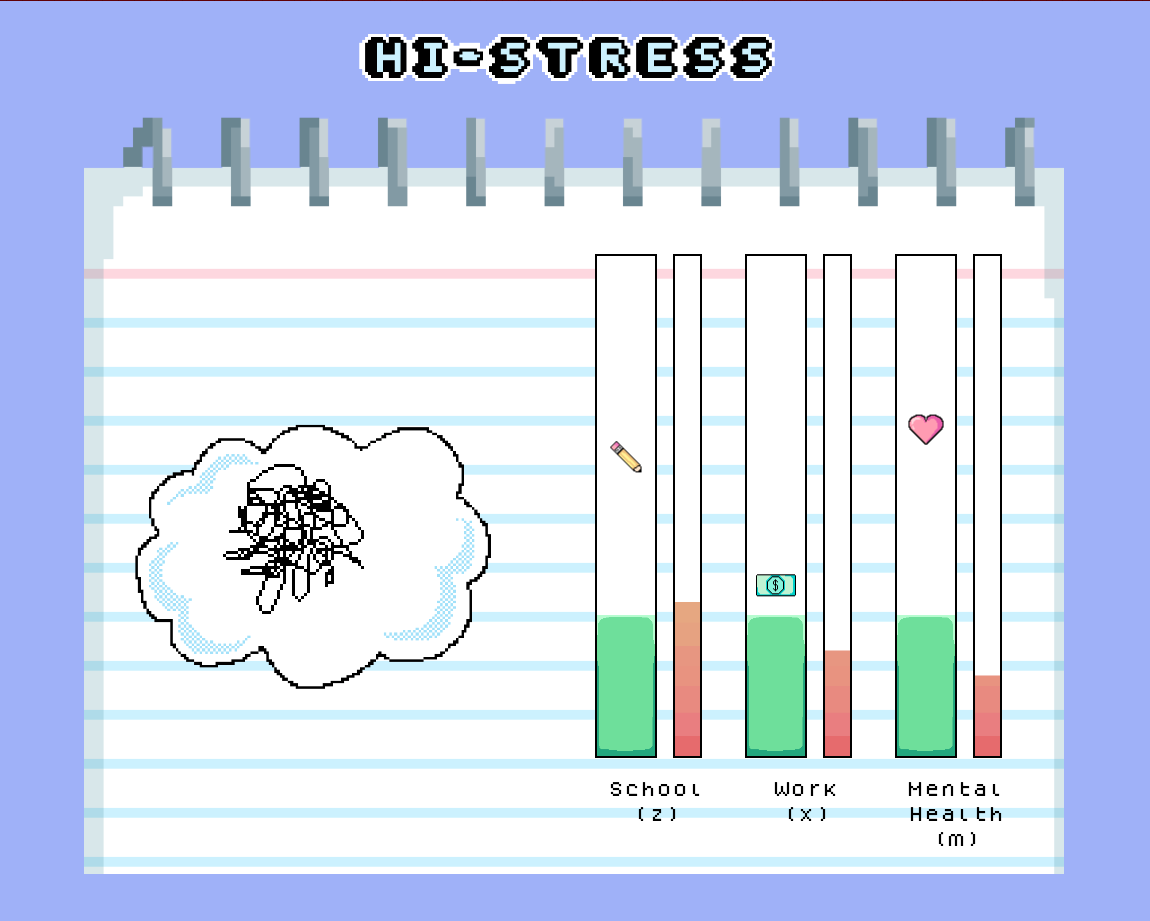 HI-STRESS
School
(z)
Work
(x)
Mental
Health
(m)
$